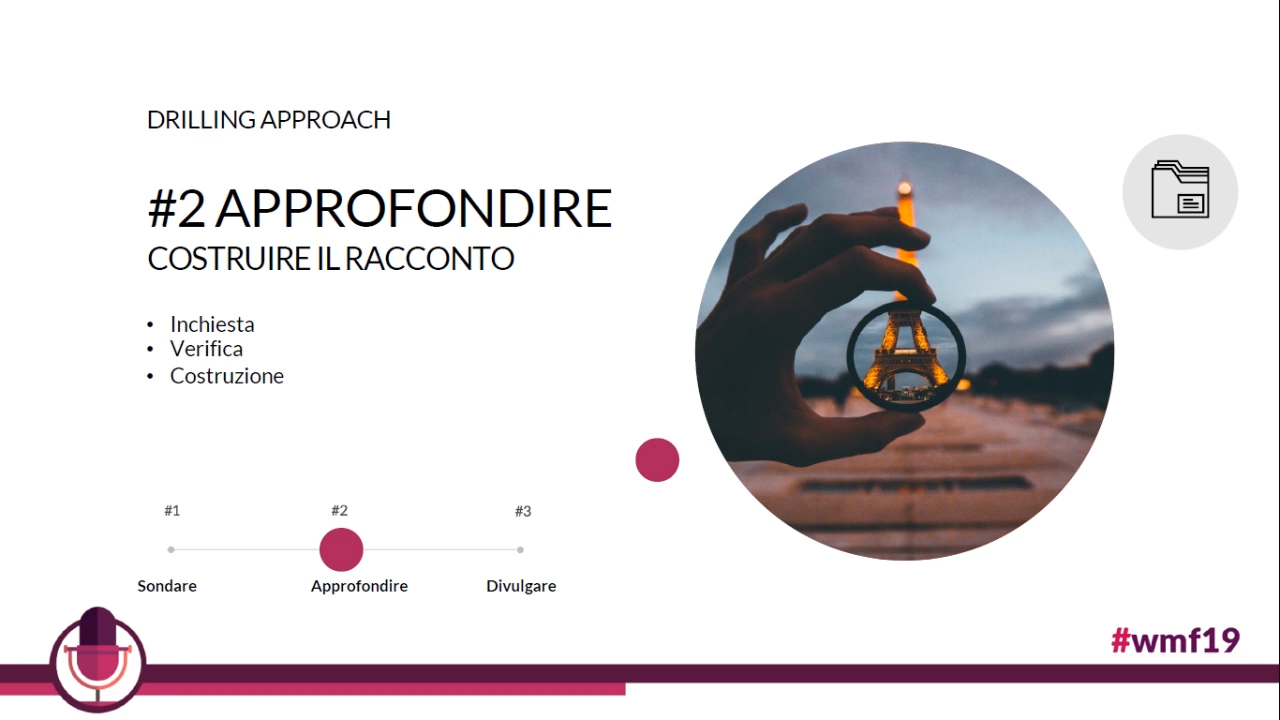 DRILLING APPROACH
#2 APPROFONDIRE
COSTRUIRE IL RACCONTO
• Inchiesta
• Verifica
• Costruzione
#1 #2 #3
Sondare Approfondire Divulgare
#wmf19